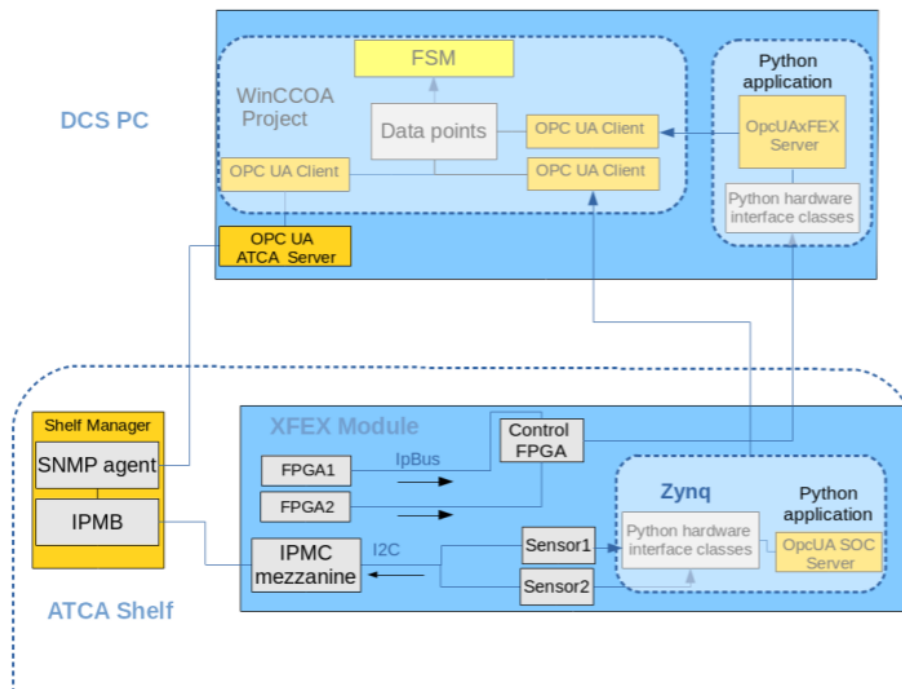 DCS PC
FSM
WinCCOA
Project
Data points
OPC UA Client
OPC UA Client
OPC UA Client
OPC UA
ATCA Server
Python
application
OpcUAxFEX
Server
Python hardware
interface classes
Shelf Manager
SNMP agent
IPMB
ATCA Shelf
XFEX Module
FPGA1
FPGA2
IpBus
Control
FPGA
IPMC
mezzanine
I2C
Sensor1
Sensor2
Zynq
Python hardware
interface classes
Python
application
OpcUA SOC
Server